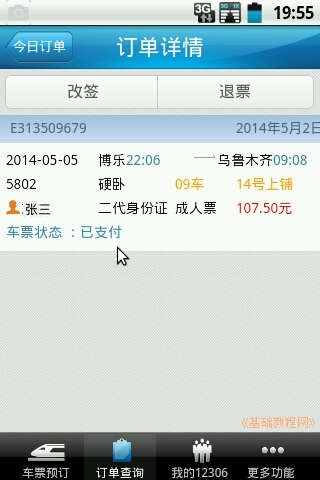 3G 19:55
今日订单 订单详情
改签 退票
E313509679 2014年5月2日
2014-05-05 博乐22:06 乌鲁木齐09:08
5802 硬卧 09车 14号上铺
张三 二代身份证 成人票 107.50元
车票状态 ：已支付
《基础教程网》
车票预订 订单查询 我的12306 更多功能